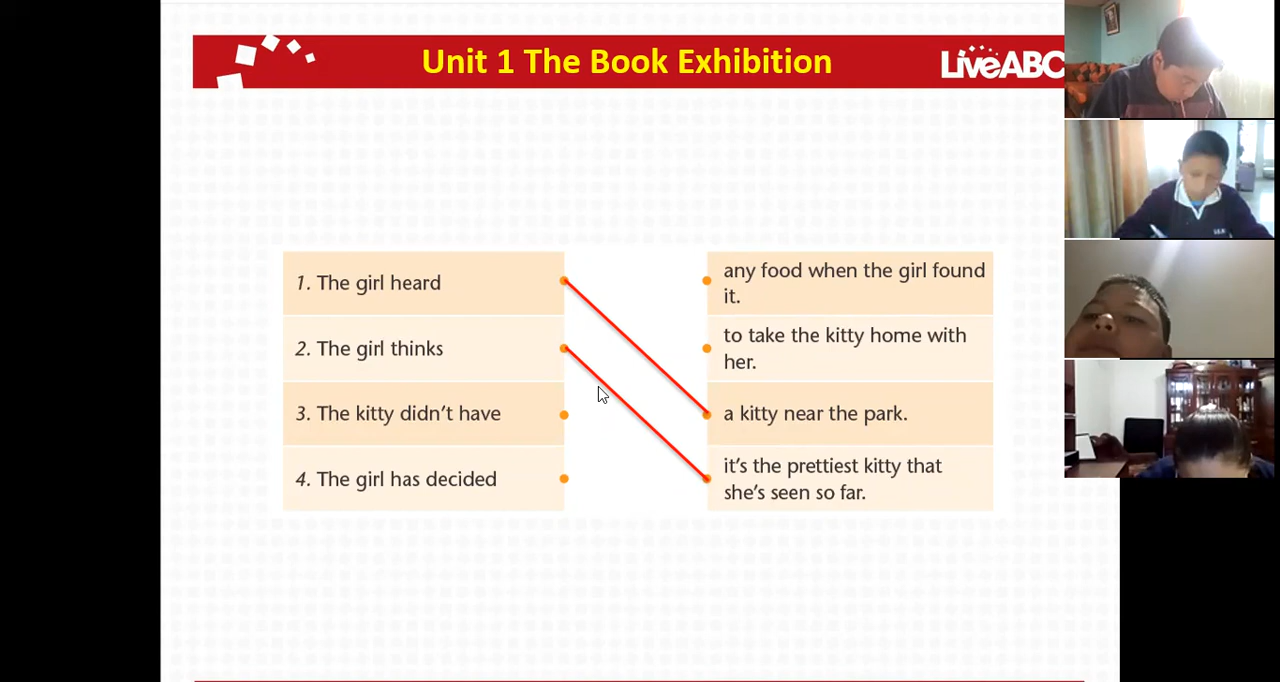 Unit 1 The Book Exhibition
LiveABC
1. The girl heard
any food when the girl found
it.
2. The girl thinks
to take the kitty home with
her.
3. The kitty didn't have
a kitty near the park.
4. The girl has decided
it's the prettiest kitty that
she's seen so far.